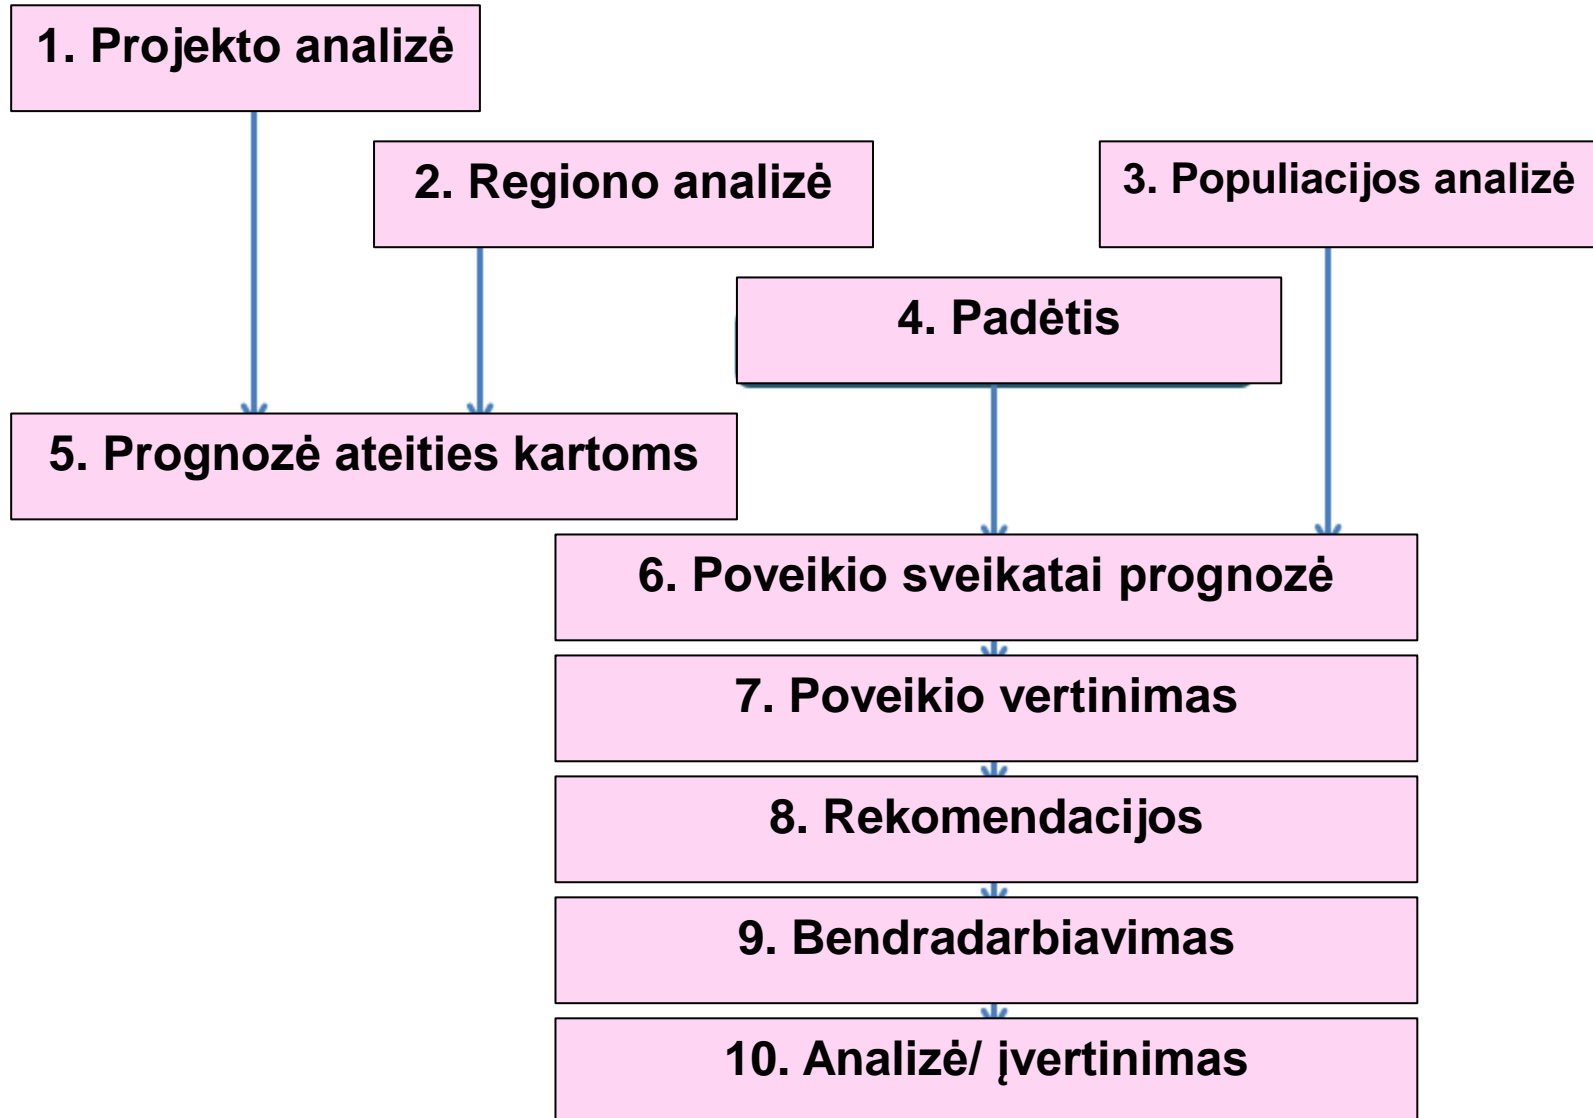 1. Projekto analizė
2. Regiono analizė
3. Populiacijos analizė
4. Padėtis
5. Prognozė ateities kartoms
6. Poveikio sveikatai prognozė
7. Poveikio vertinimas
8. Rekomendacijos
9. Bendradarbiavimas
10. Analizė/ įvertinimas